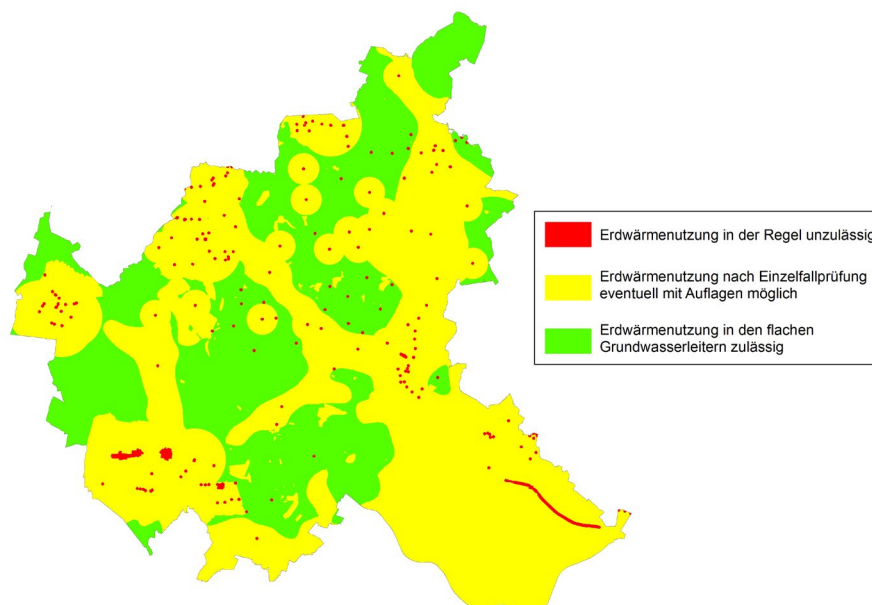 Erdwärmenutzung in der Regel unzulässig
Erdwärmenutzung nach Einzelfallprüfung
eventuell mit Auflagen möglich
Erdwärmenutzung in den flachen
Grundwasserleitern zulässig